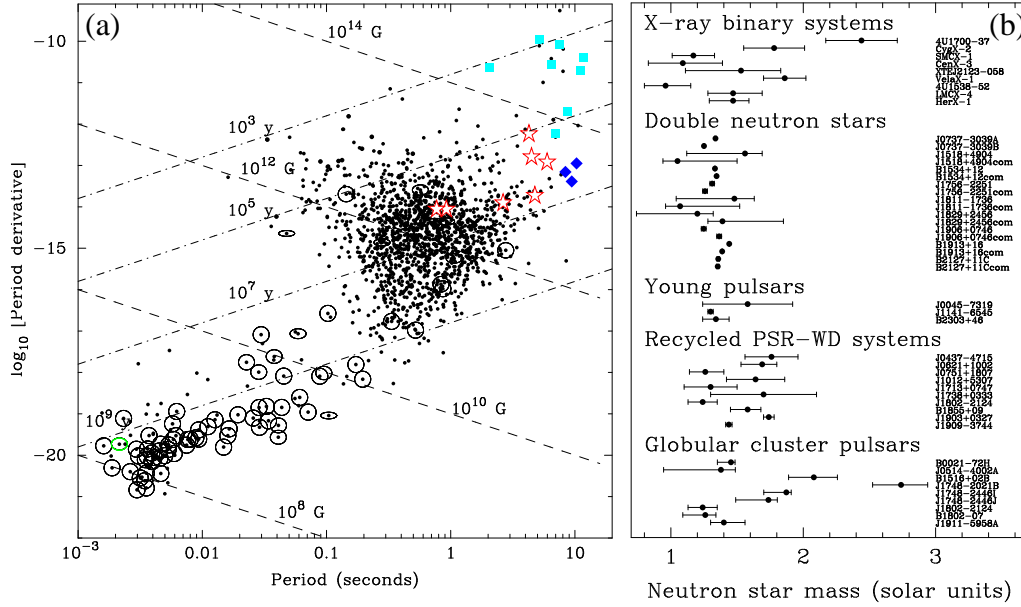 (a)
10^14 G
10^3 y
10^12 G
10^5 y
10^7 y
10^10 G
10^9 y
10^8 G
−10
−15
−20
log10 [Period derivative]
10^−3
0.01
0.1
1
10
Period (seconds)
(b)
X-ray binary systems
4U1700-37
CygX-2
SMCX-1
CenX-3
XTEJ2123-058
VelaX-1
4U1538-52
LMCX-4
HerX-1
Double neutron stars
J0737-3039A
J0737-3039B
J1518+4904
J1518+4904com
B1534+12
B1534+12com
J1756-2251
J1756-2251com
J1811-1736
J1811-1736com
J1829+2456
J1829+2456com
J1906+0746
J1906+0746com
B1913+16
B1913+16com
B2127+11C
B2127+11Ccom
Young pulsars
J0045-7319
J1141-6545
B2303+46
Recycled PSR-WD systems
J0437-4715
J0621+1002
J0751+1807
J1012+5307
J1713+0747
J1738+0333
J1802-2124
B1855+09
J1903+0327
J1909-3744
Globular cluster pulsars
B0021-72H
J0514-4002A
B1516+02B
J1748-2021B
J1748-2446I
J1748-2446J
J1802-2124
B1802-07
J1911-5958A
1
2
3
Neutron star mass (solar units)